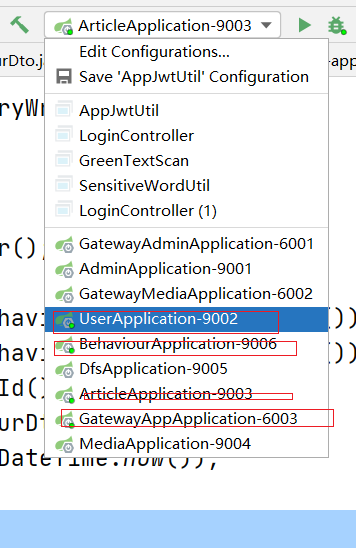 ArticleApplication-9003
urDto.ja
-app
Edit Configurations...
Save 'AppJwtUtil' Configuration
ryWr
AppJwtUtil
LoginController
GreenTextScan
SensitiveWordUtil
LoginController (1)
r(),
GatewayAdminApplication-6001
AdminApplication-9001
GatewayMediaApplication-6002
havi
UserApplication-9002
))
havi
BehaviourApplication-9006
))
Id()
DfsApplication-9005
urDt
ArticleApplication-9003
GatewayAppApplication-6003
DateTime.now());
MediaApplication-9004